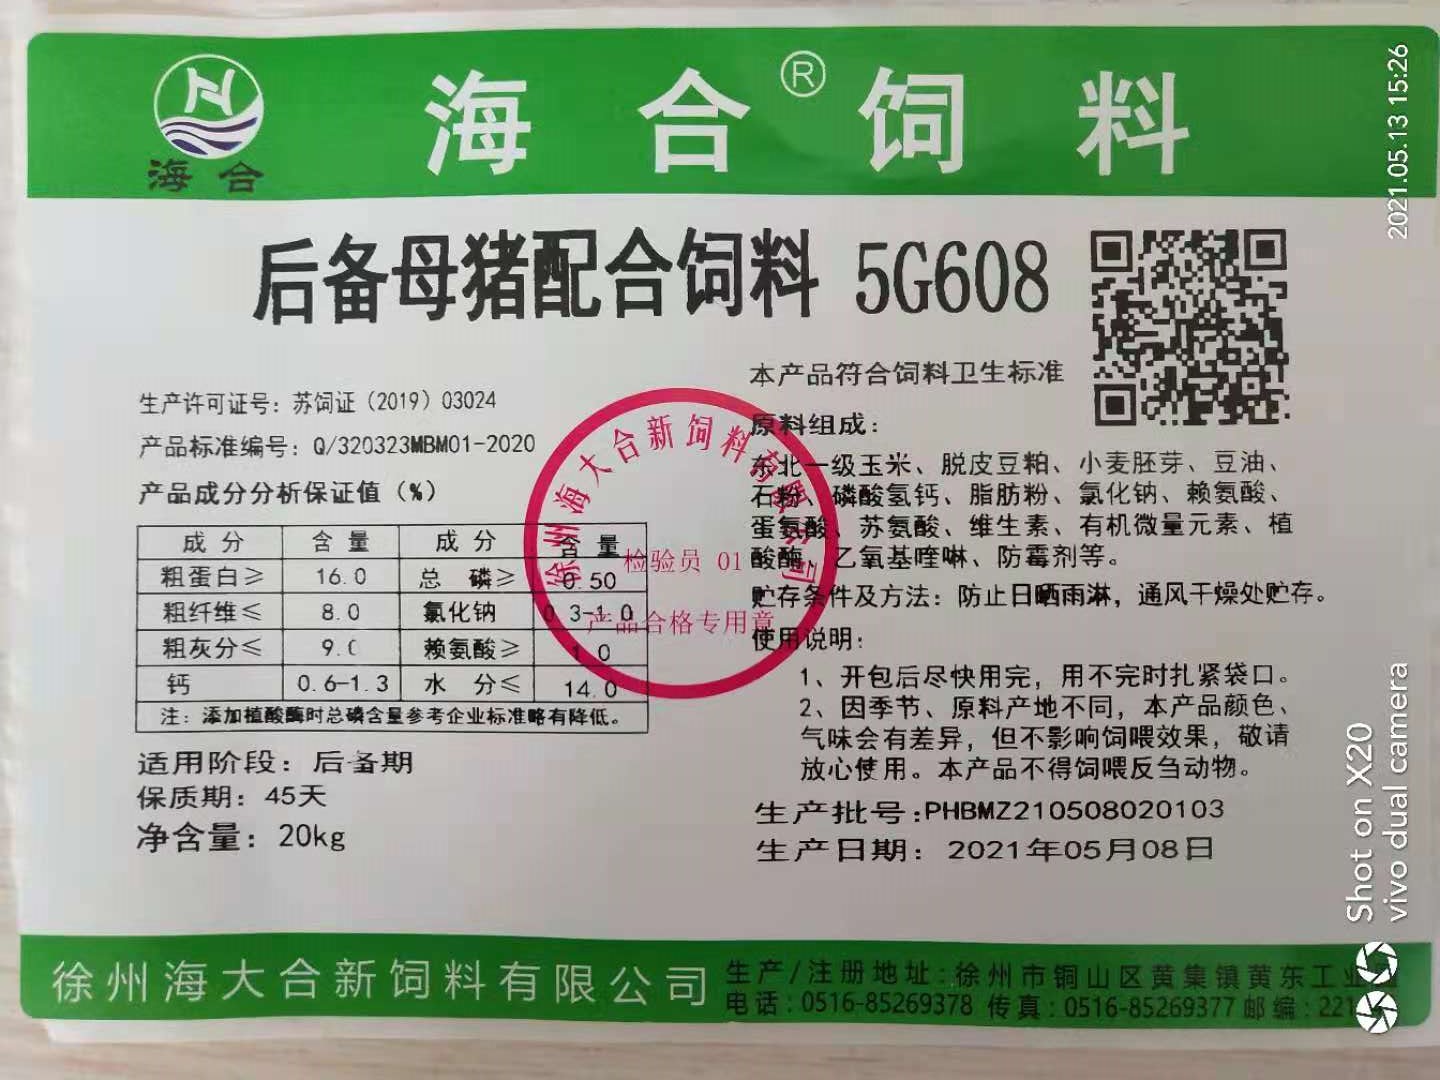 海合
海合®饲料
后备母猪配合饲料 5G608
生产许可证号：苏饲证（2019）03024
产品标准编号：Q/320323MBM01-2020
产品成分分析保证值（%）
成分 含量 成分 含量
粗蛋白≥ 16.0 总磷≥ 0.50
粗纤维≤ 8.0 氯化钠 0.3-1.0
粗灰分≤ 9.0 赖氨酸≥ 1.0
钙 0.6-1.3 水分≤ 14.0
注：添加植酸酶时总磷含量参考企业标准略有降低。
适用阶段：后备期
保质期：45天
净含量：20kg
徐州海大合新饲料有限公司
检验员 01
产品合格专用章
本产品符合饲料卫生标准
原料组成：
东北一级玉米、脱皮豆粕、小麦胚芽、豆油、
石粉、磷酸氢钙、脂肪粉、氯化钠、赖氨酸、
蛋氨酸、苏氨酸、维生素、有机微量元素、植
酸酶、乙氧基喹啉、防霉剂等。
贮存条件及方法：防止日晒雨淋，通风干燥处贮存。
使用说明：
1、开包后尽快用完，用不完时扎紧袋口。
2、因季节、原料产地不同，本产品颜色、
气味会有差异，但不影响饲喂效果，敬请
放心使用。本产品不得饲喂反刍动物。
生产批号:PHBMZ210508020103
生产日期：2021年05月08日
徐州海大合新饲料有限公司
生产/注册地址:徐州市铜山区黄集镇黄东工业
电话:0516-85269378 传真:0516-85269377 邮编:221
2021.05.13 15:26
Shot on X20
vivo dual camera